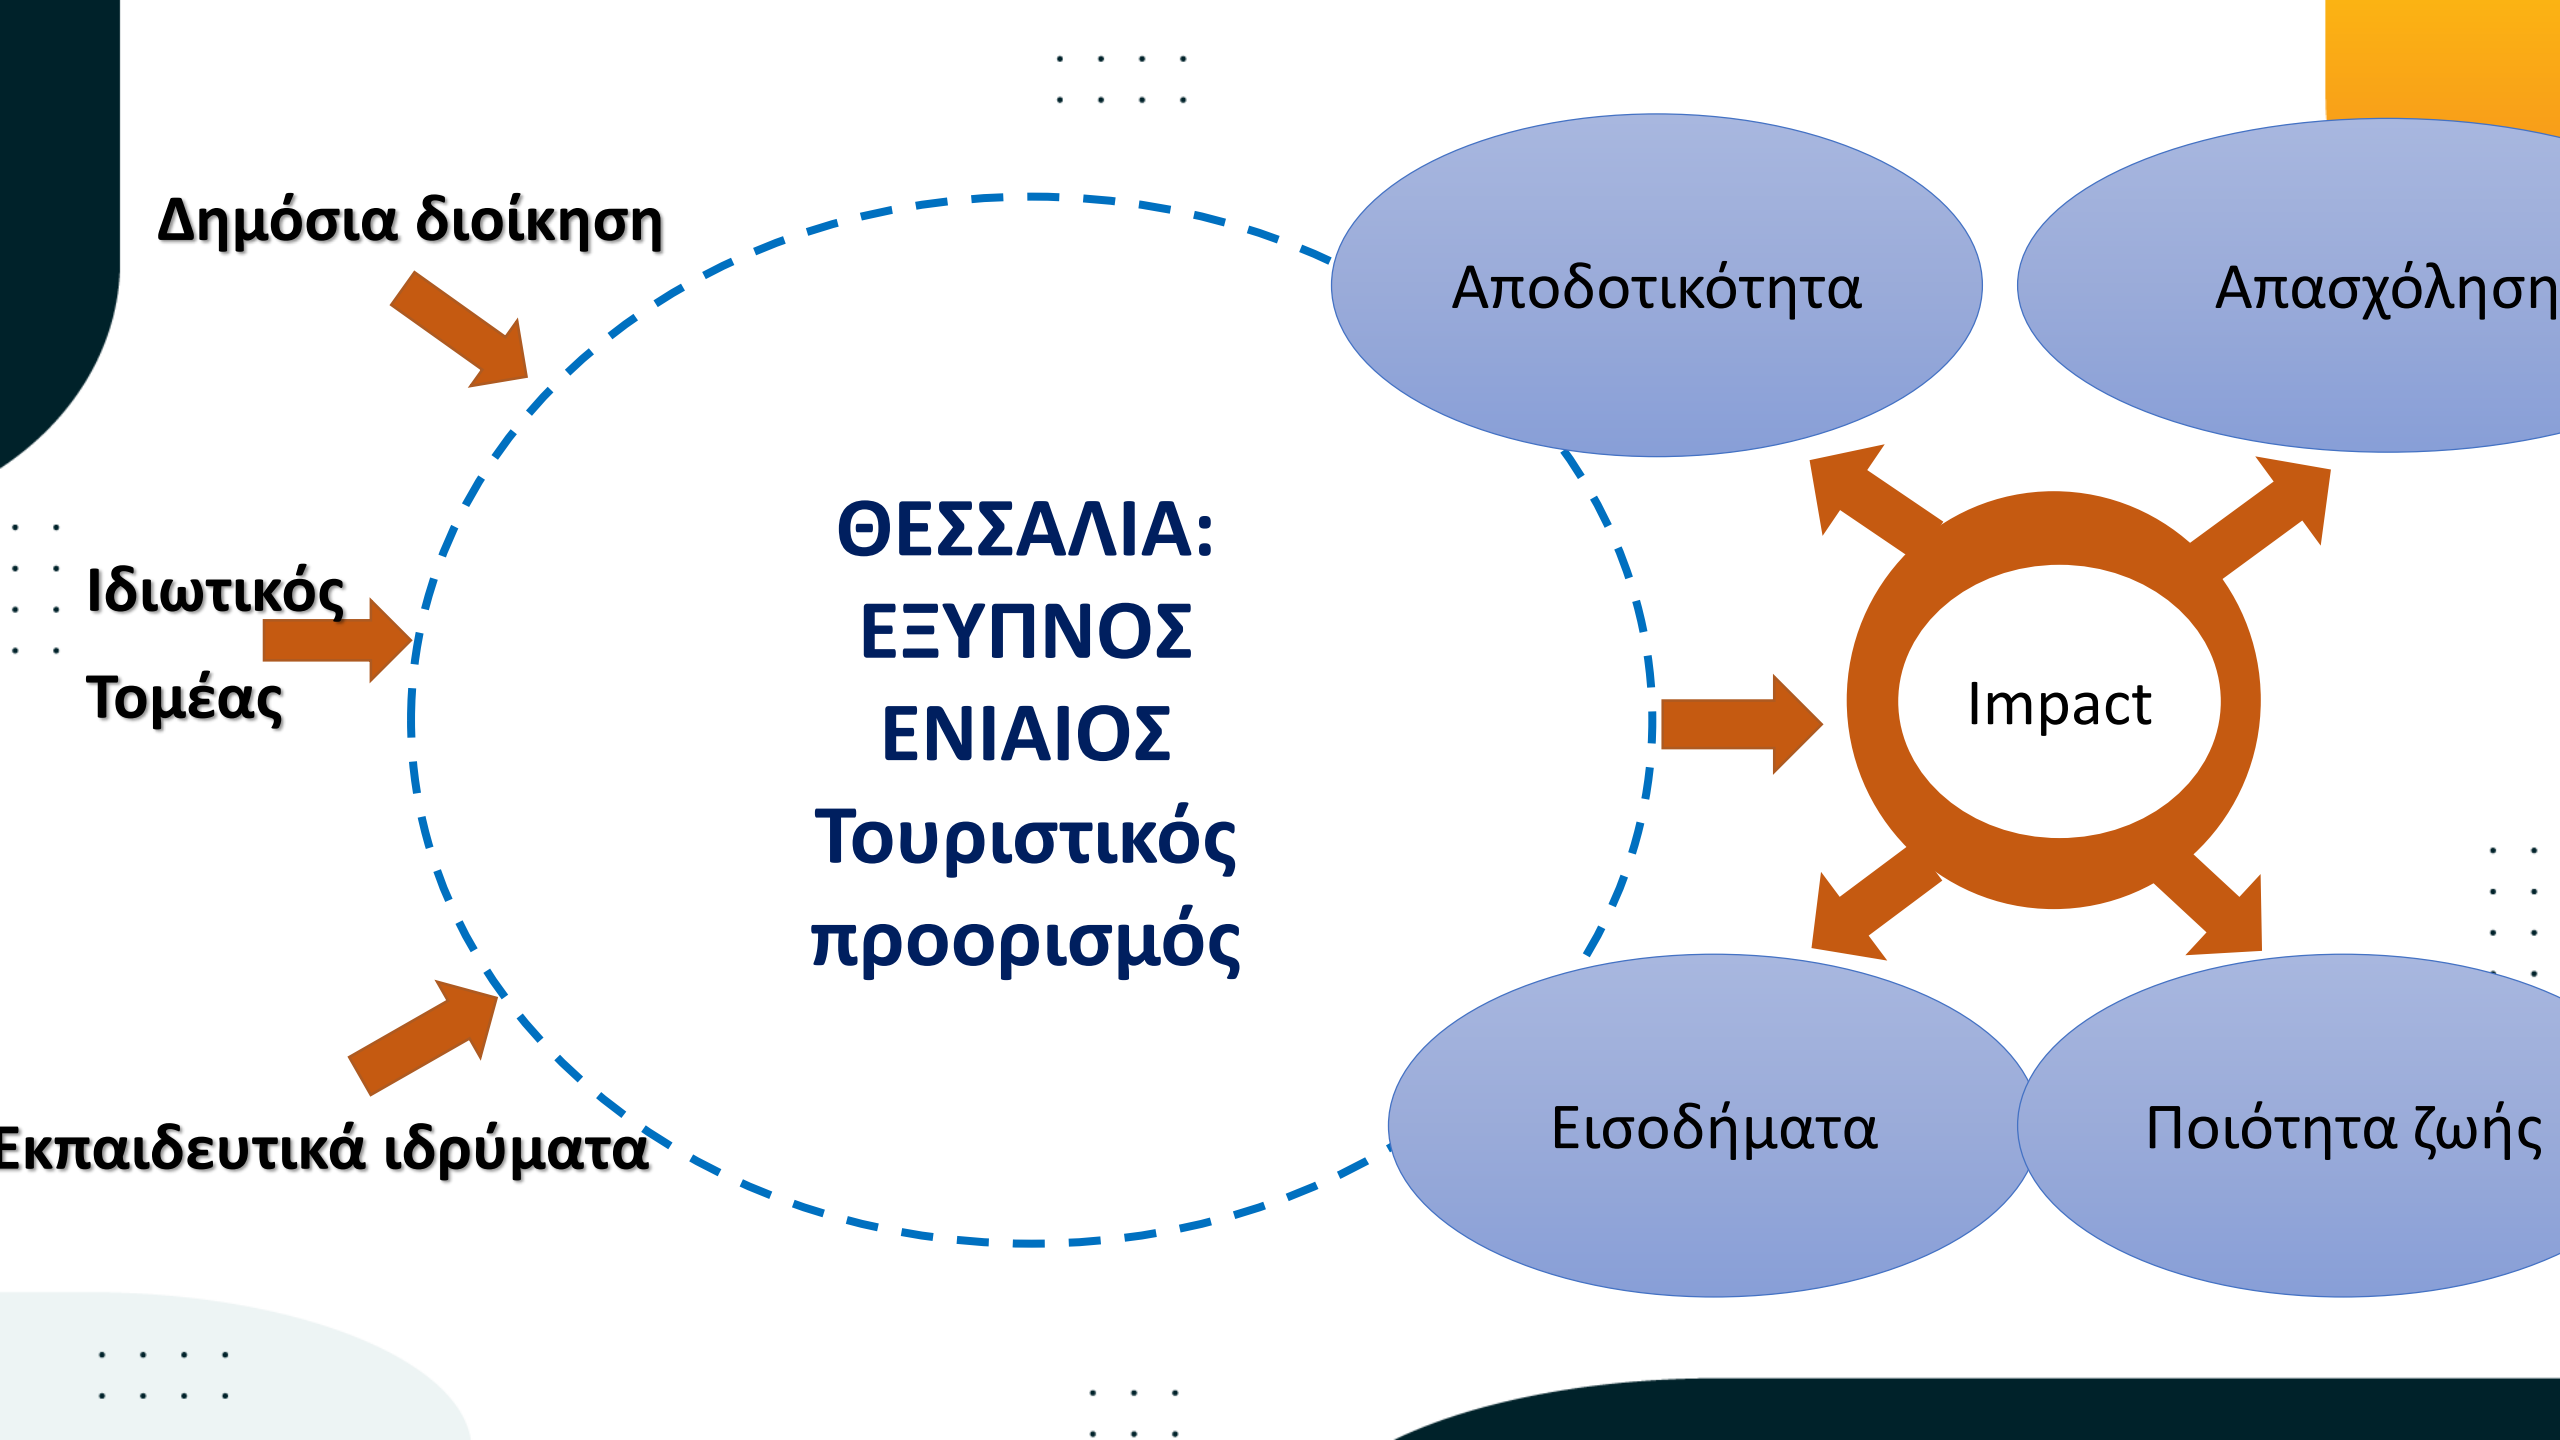 Δημόσια διοίκηση
Ιδιωτικός
Τομέας
Εκπαιδευτικά ιδρύματα
ΘΕΣΣΑΛΙΑ:
ΕΞΥΠΝΟΣ
ΕΝΙΑΙΟΣ
Τουριστικός
προορισμός
Αποδοτικότητα
Απασχόληση
Impact
Εισοδήματα
Ποιότητα ζωής